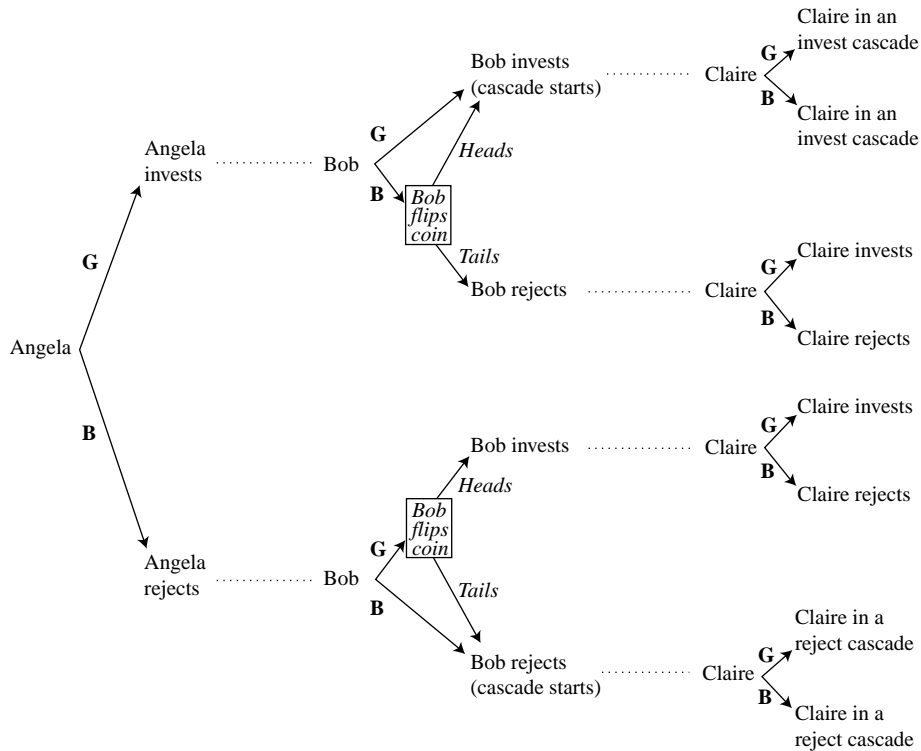 Angela
G
B
Angela
invests
Angela
rejects
Bob
G
B
Bob
flips
coin
Heads
Tails
Bob invests
(cascade starts)
Bob rejects
Claire
G
B
Claire in an
invest cascade
Claire in an
invest cascade
Claire
G
B
Claire invests
Claire rejects
Bob
G
B
Bob
flips
coin
Heads
Tails
Bob invests
Bob rejects
(cascade starts)
Claire
G
B
Claire invests
Claire rejects
Claire
G
B
Claire in a
reject cascade
Claire in a
reject cascade